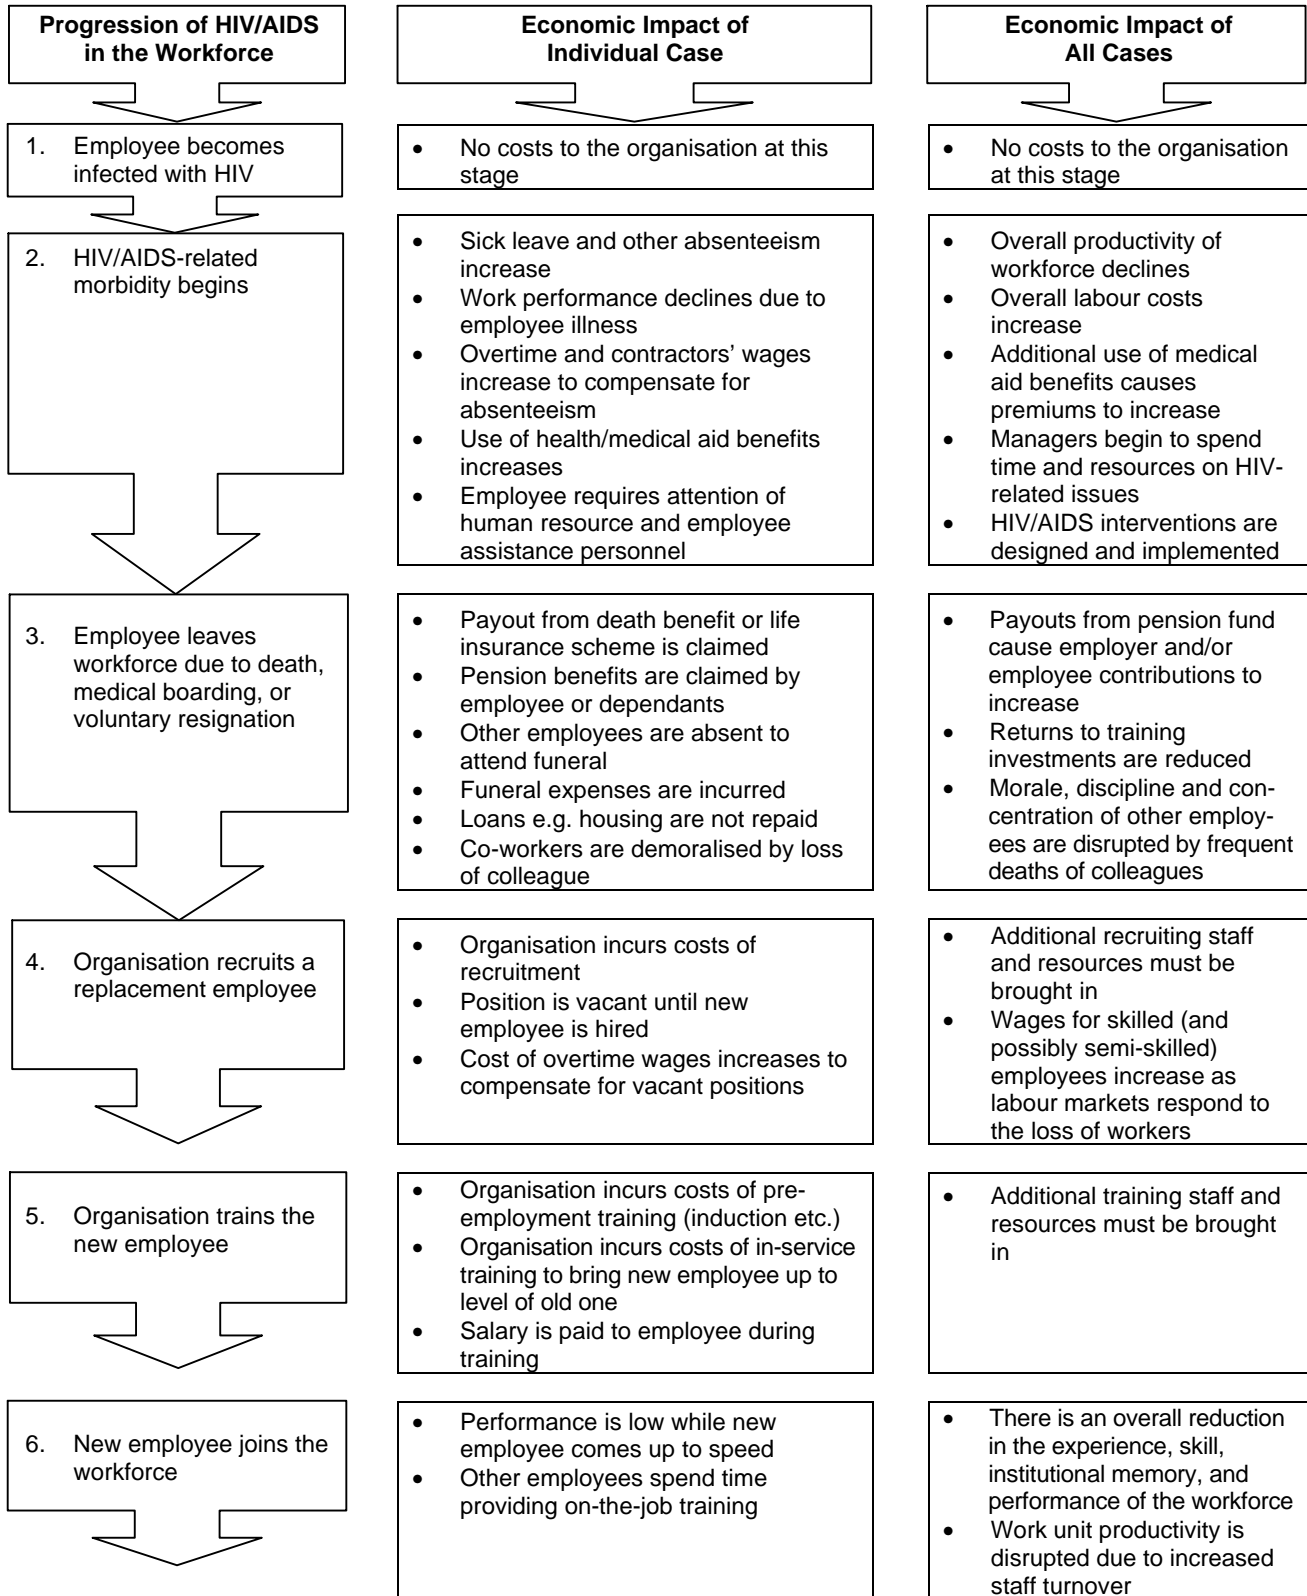 Progression of HIV/AIDS
in the Workforce
Economic Impact of
Individual Case
Economic Impact of
All Cases
1. Employee becomes
infected with HIV
• No costs to the organisation at this
stage
• No costs to the organisation
at this stage
2. HIV/AIDS-related
morbidity begins
• Sick leave and other absenteeism
increase
• Work performance declines due to
employee illness
• Overtime and contractors’ wages
increase to compensate for
absenteeism
• Use of health/medical aid benefits
increases
• Employee requires attention of
human resource and employee
assistance personnel
• Overall productivity of
workforce declines
• Overall labour costs
increase
• Additional use of medical
aid benefits causes
premiums to increase
• Managers begin to spend
time and resources on HIV-
related issues
• HIV/AIDS interventions are
designed and implemented
3. Employee leaves
workforce due to death,
medical boarding, or
voluntary resignation
• Payout from death benefit or life
insurance scheme is claimed
• Pension benefits are claimed by
employee or dependants
• Other employees are absent to
attend funeral
• Funeral expenses are incurred
• Loans e.g. housing are not repaid
• Co-workers are demoralised by loss
of colleague
• Payouts from pension fund
cause employer and/or
employee contributions to
increase
• Returns to training
investments are reduced
• Morale, discipline and con-
centration of other employ-
ees are disrupted by frequent
deaths of colleagues
4. Organisation recruits a
replacement employee
• Organisation incurs costs of
recruitment
• Position is vacant until new
employee is hired
• Cost of overtime wages increases to
compensate for vacant positions
• Additional recruiting staff
and resources must be
brought in
• Wages for skilled (and
possibly semi-skilled)
employees increase as
labour markets respond to
the loss of workers
5. Organisation trains the
new employee
• Organisation incurs costs of pre-
employment training (induction etc.)
• Organisation incurs costs of in-service
training to bring new employee up to
level of old one
• Salary is paid to employee during
training
• Additional training staff and
resources must be brought
in
6. New employee joins the
workforce
• Performance is low while new
employee comes up to speed
• Other employees spend time
providing on-the-job training
• There is an overall reduction
in the experience, skill,
institutional memory, and
performance of the workforce
• Work unit productivity is
disrupted due to increased
staff turnover